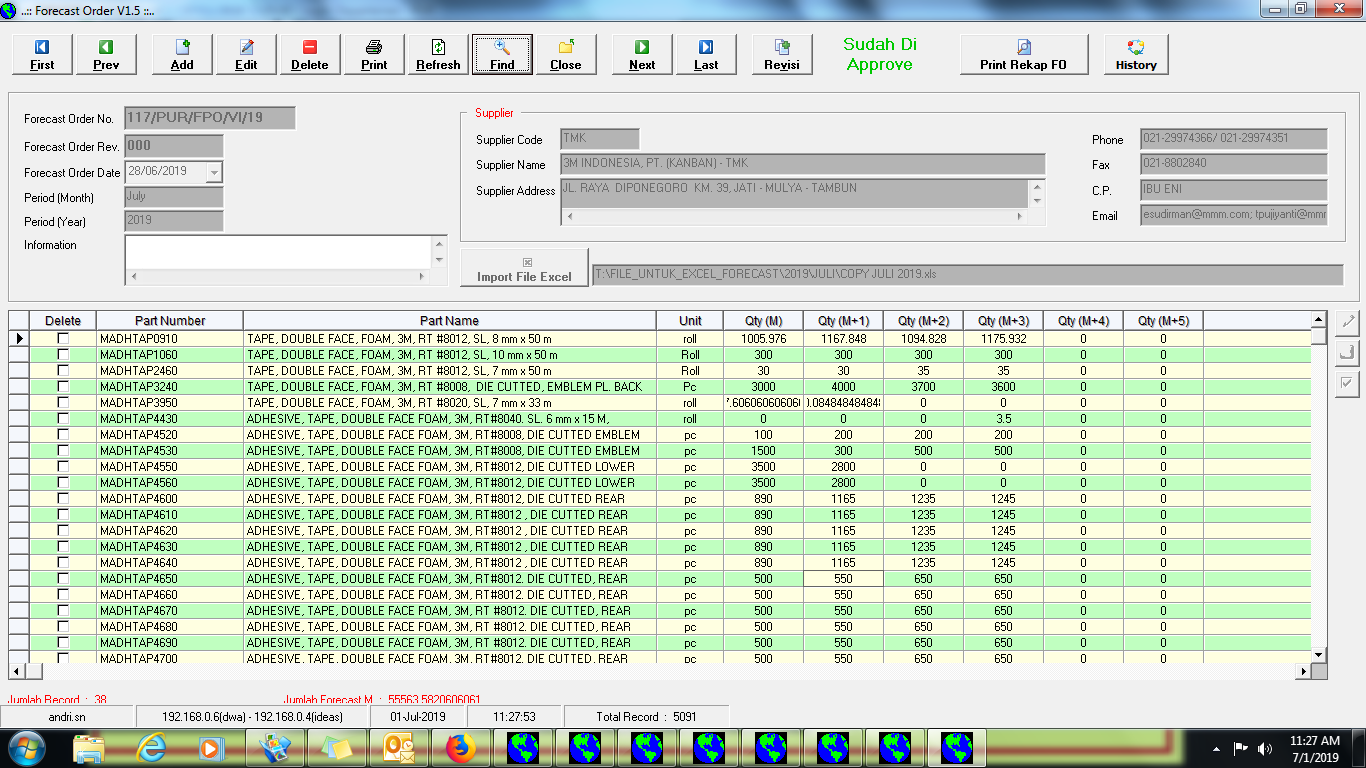 ..:: Forecast Order V1.5 ::..
First Prev Add Edit Delete Print Refresh Find Close Next Last Revisi Sudah Di Approve Print Rekap FO History
Forecast Order No. 117/PUR/FPO/VI/19
Forecast Order Rev. 000
Forecast Order Date 28/06/2019
Period (Month) July
Period (Year) 2019
Information
Supplier
Supplier Code TMK
Supplier Name 3M INDONESIA, PT. (KANBAN) - TMK
Supplier Address JL. RAYA DIPONEGORO KM. 39, JATI - MULYA - TAMBUN
Phone 021-29974366/ 021-29974351
Fax 021-8802840
C.P. IBU ENI
Email esudirman@mmm.com; tpujiyanti@mmr
Import File Excel T:\FILE_UNTUK_EXCEL_FORECAST\2019\JULI\COPY JULI 2019.xls
Delete Part Number Part Name Unit Qty (M) Qty (M+1) Qty (M+2) Qty (M+3) Qty (M+4) Qty (M+5)
MADHTAP0910 TAPE, DOUBLE FACE, FOAM, 3M, RT #8012, SL, 8 mm x 50 m roll 1005.976 1167.848 1094.828 1175.932 0 0
MADHTAP1060 TAPE, DOUBLE FACE, FOAM, 3M, RT #8012, SL, 10 mm x 50 m Roll 300 300 300 300 0 0
MADHTAP2460 TAPE, DOUBLE FACE, FOAM, 3M, RT #8012, SL, 7 mm x 50 m Roll 30 30 35 35 0 0
MADHTAP3240 TAPE, DOUBLE FACE, FOAM, 3M, RT #8008, DIE CUTTED, EMBLEM PL. BACK Pc 3000 4000 3700 3600 0 0
MADHTAP3950 TAPE, DOUBLE FACE, FOAM, 3M, RT #8020, SL, 7 mm x 33 m roll 0 0 0 0
MADHTAP4430 ADHESIVE, TAPE, DOUBLE FACE FOAM, 3M, RT#8040. SL. 6 mm x 15 M, roll 0 0 0 3.5 0 0
MADHTAP4520 ADHESIVE, TAPE, DOUBLE FACE FOAM, 3M, RT#8008, DIE CUTTED EMBLEM pc 100 200 200 200 0 0
MADHTAP4530 ADHESIVE, TAPE, DOUBLE FACE FOAM, 3M, RT#8008, DIE CUTTED EMBLEM pc 1500 300 500 500 0 0
MADHTAP4550 ADHESIVE, TAPE, DOUBLE FACE FOAM, 3M, RT#8012, DIE CUTTED LOWER pc 3500 2800 0 0 0 0
MADHTAP4560 ADHESIVE, TAPE, DOUBLE FACE FOAM, 3M, RT#8012, DIE CUTTED LOWER pc 3500 2800 0 0 0 0
MADHTAP4600 ADHESIVE, TAPE, DOUBLE FACE FOAM, 3M, RT#8012, DIE CUTTED REAR pc 890 1165 1235 1245 0 0
MADHTAP4610 ADHESIVE, TAPE, DOUBLE FACE FOAM, 3M, RT#8012 , DIE CUTTED REAR pc 890 1165 1235 1245 0 0
MADHTAP4620 ADHESIVE, TAPE, DOUBLE FACE FOAM, 3M, RT#8012 , DIE CUTTED REAR pc 890 1165 1235 1245 0 0
MADHTAP4630 ADHESIVE, TAPE, DOUBLE FACE FOAM, 3M, RT#8012 , DIE CUTTED REAR pc 890 1165 1235 1245 0 0
MADHTAP4640 ADHESIVE, TAPE, DOUBLE FACE FOAM, 3M, RT#8012 , DIE CUTTED REAR pc 890 1165 1235 1245 0 0
MADHTAP4650 ADHESIVE, TAPE, DOUBLE FACE FOAM, 3M, RT#8012. DIE CUTTED, REAR pc 500 550 650 650 0 0
MADHTAP4660 ADHESIVE, TAPE, DOUBLE FACE FOAM, 3M, RT#8012. DIE CUTTED, REAR pc 500 550 650 650 0 0
MADHTAP4670 ADHESIVE, TAPE, DOUBLE FACE FOAM, 3M, RT #8012. DIE CUTTED, REAR pc 500 550 650 650 0 0
MADHTAP4680 ADHESIVE, TAPE, DOUBLE FACE FOAM, 3M, RT #8012. DIE CUTTED, REAR pc 500 550 650 650 0 0
MADHTAP4690 ADHESIVE, TAPE, DOUBLE FACE FOAM, 3M, RT #8012. DIE CUTTED, REAR pc 500 550 650 650 0 0
MADHTAP4700 ADHESIVE, TAPE, DOUBLE FACE FOAM, 3M, RT#8012. DIE CUTTED, REAR pc 500 550 650 650 0 0
Jumlah Record : 38 Jumlah Forecast M : 55563.5820606061
andri.sn 192.168.0.6(dwa) - 192.168.0.4(ideas) 01-Jul-2019 11:27:53 Total Record : 5091
11:27 AM
7/1/2019